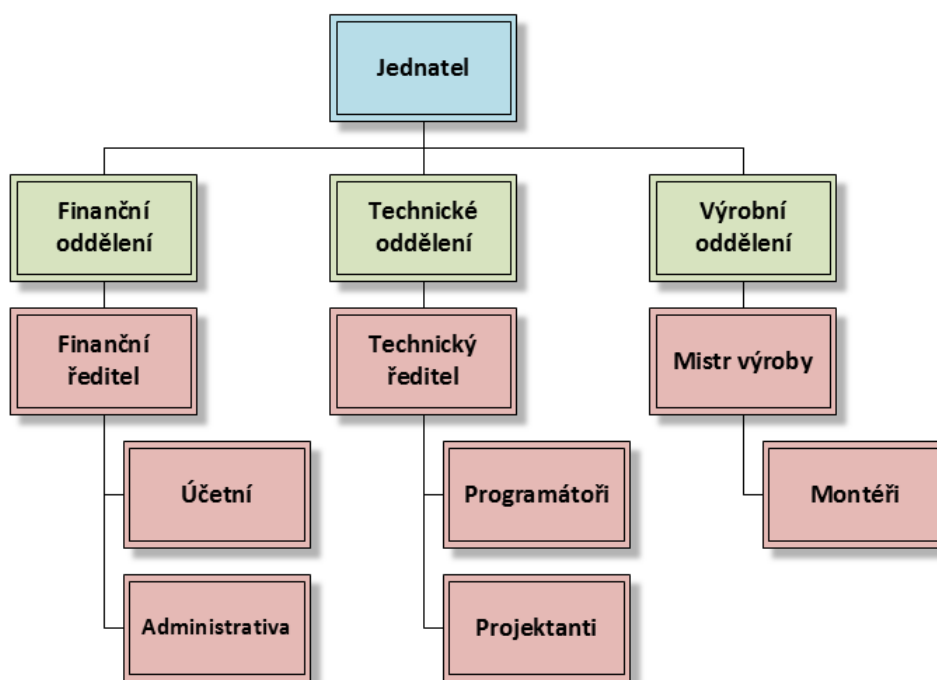 Jednatel
Finanční
oddělení
Technické
oddělení
Výrobní
oddělení
Finanční
ředitel
Technický
ředitel
Mistr výroby
Účetní
Programátoři
Montéři
Administrativa
Projektanti